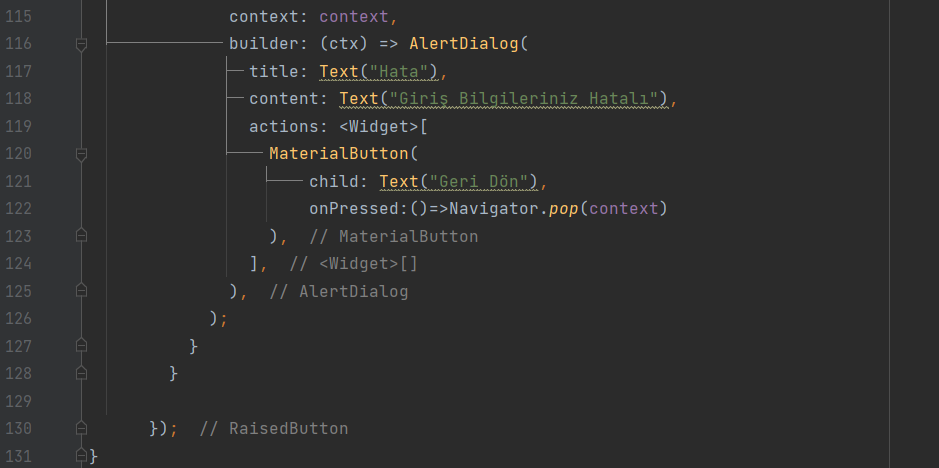 115 context: context,
116 builder: (ctx) => AlertDialog(
117 title: Text("Hata"),
118 content: Text("Giriş Bilgileriniz Hatalı"),
119 actions: <Widget>[
120 MaterialButton(
121 child: Text("Geri Dön"),
122 onPressed:()=>Navigator.pop(context)
123 ), // MaterialButton
124 ], // <Widget>[]
125 ), // AlertDialog
126 );
127 }
128 }
129
130 }); // RaisedButton
131 }